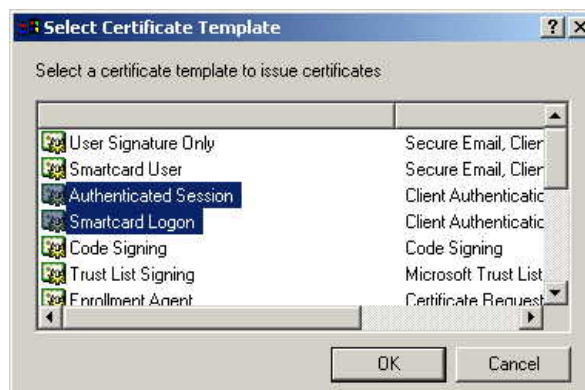 Select Certificate Template
Select a certificate template to issue certificates
User Signature Only Secure Email, Clien
Smartcard User Secure Email, Clien
Authenticated Session Client Authenticatic
Smartcard Logon Client Authenticatic
Code Signing Code Signing
Trust List Signing Microsoft Trust List
Enrollment Agent Certificate Request
OK Cancel